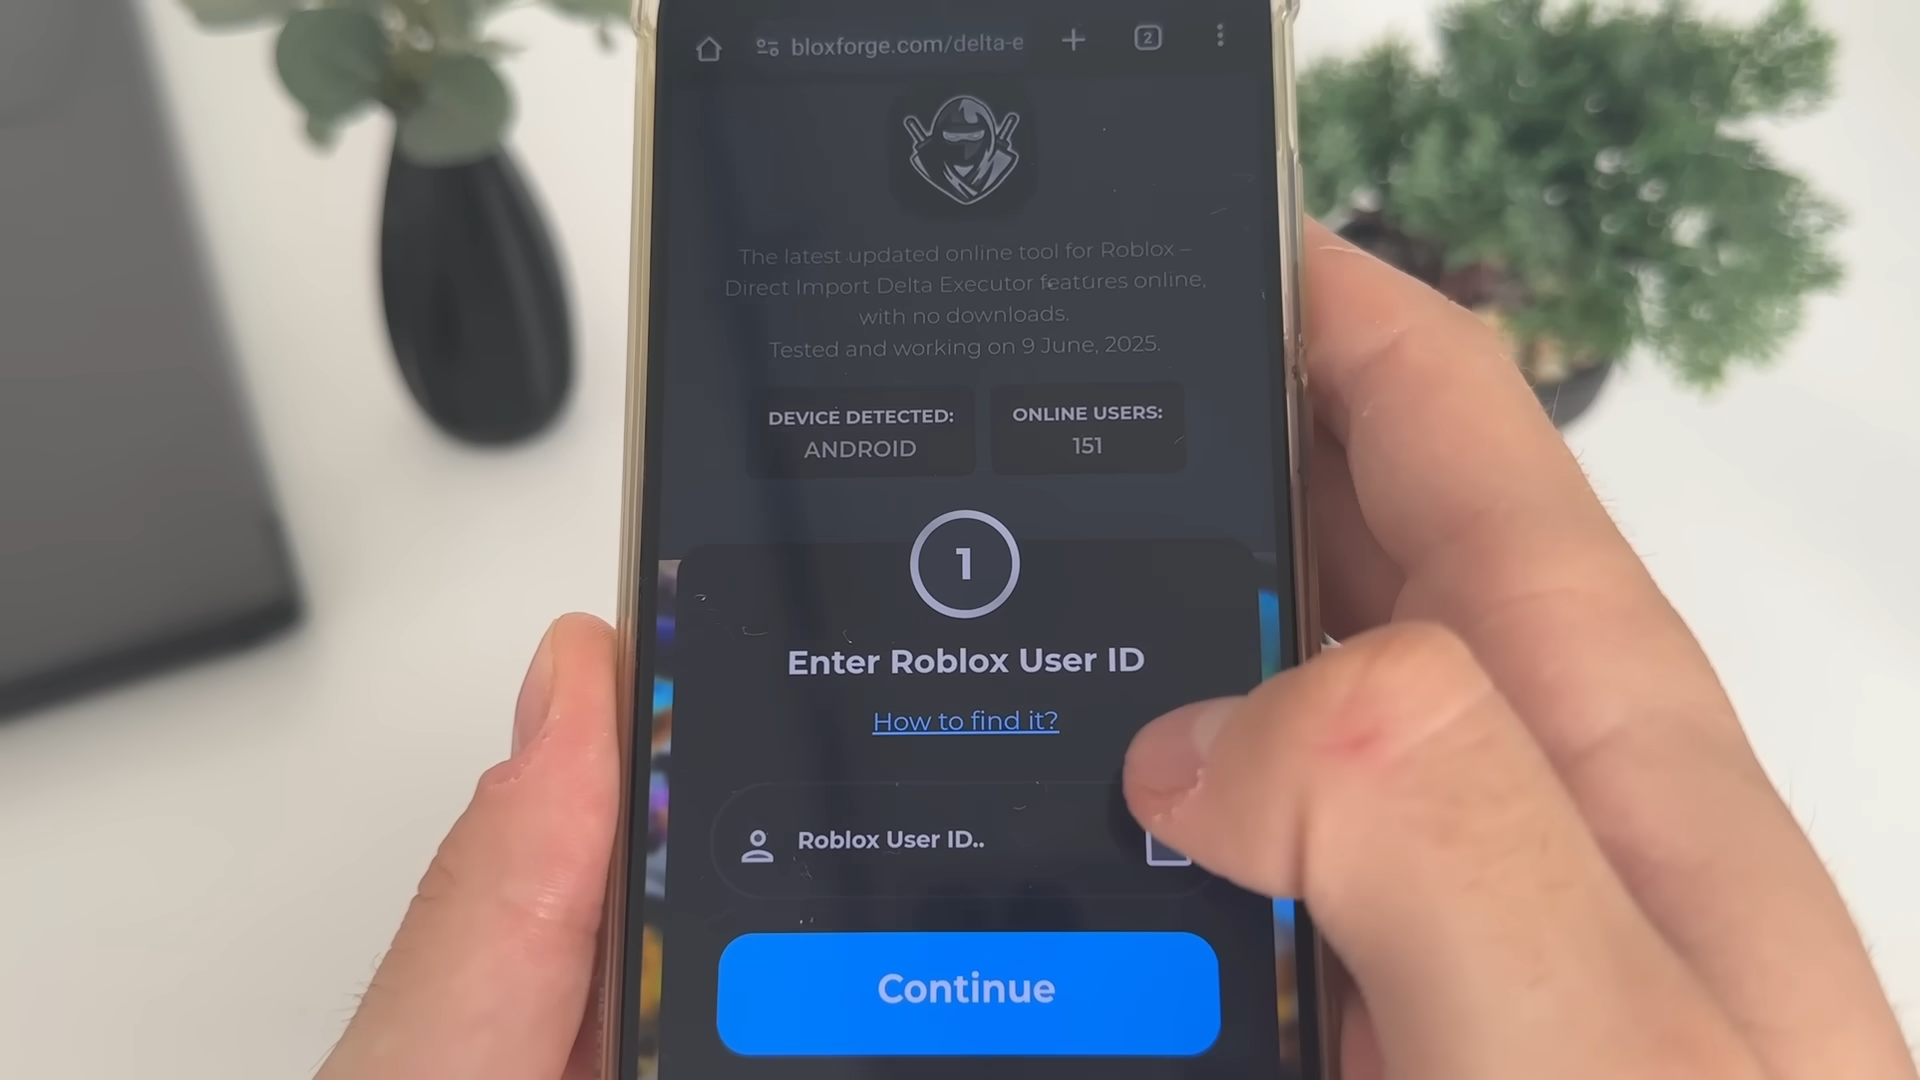 bloxforge.com/delta-e
2
The latest updated online tool for Roblox –
Direct Import Delta Executor features online,
with no downloads.
Tested and working on 9 June, 2025.
DEVICE DETECTED:
ANDROID
ONLINE USERS:
151
1
Enter Roblox User ID
How to find it?
Roblox User ID..
Continue